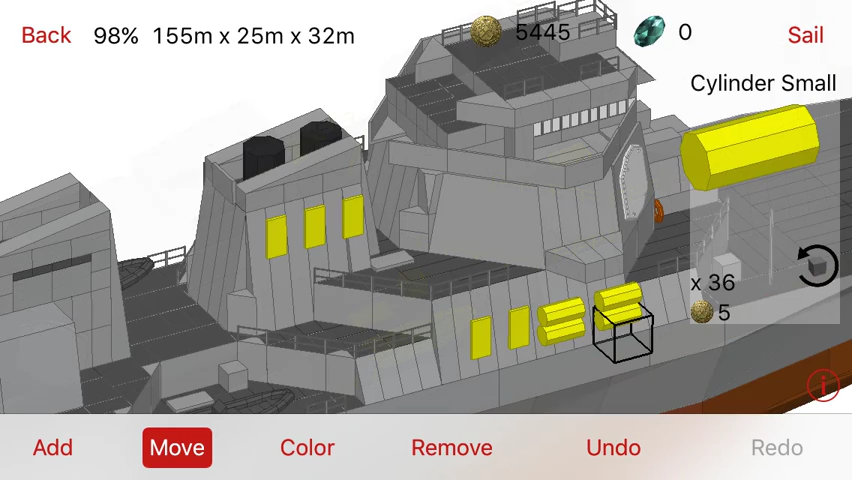 Back 98% 155m x 25m x 32m 5445 0 Sail
Cylinder Small
x 36
5
i
Add Move Color Remove Undo Redo